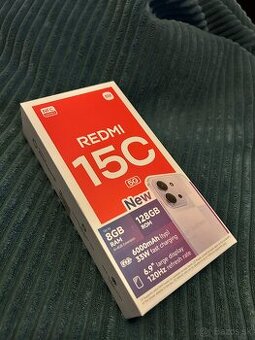 REDMI
15C
5G
New
8GB
RAM
128GB
ROM
6000mAh (typ)
33W fast charging
6.9" large display
120Hz refresh rate